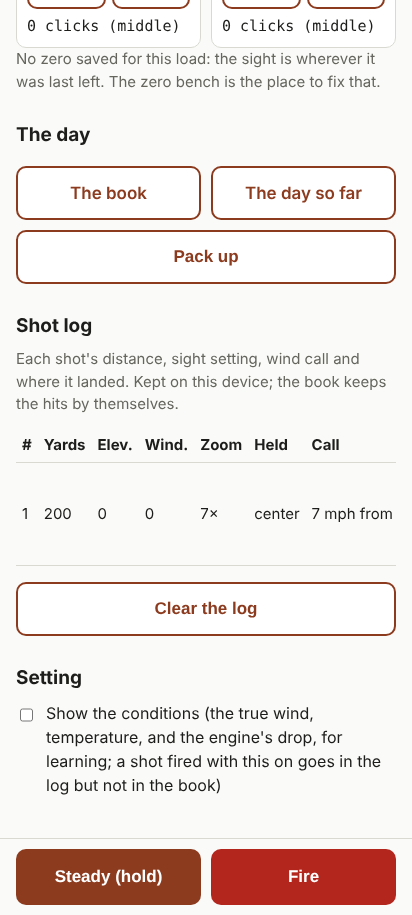 0 clicks (middle) 0 clicks (middle)
No zero saved for this load: the sight is wherever it
was last left. The zero bench is the place to fix that.
The day
The book The day so far
Pack up
Shot log
Each shot's distance, sight setting, wind call and
where it landed. Kept on this device; the book keeps
the hits by themselves.
# Yards Elev. Wind. Zoom Held Call
1 200 0 0 7× center 7 mph from
Clear the log
Setting
Show the conditions (the true wind,
temperature, and the engine's drop, for
learning; a shot fired with this on goes in the
log but not in the book)
Steady (hold) Fire